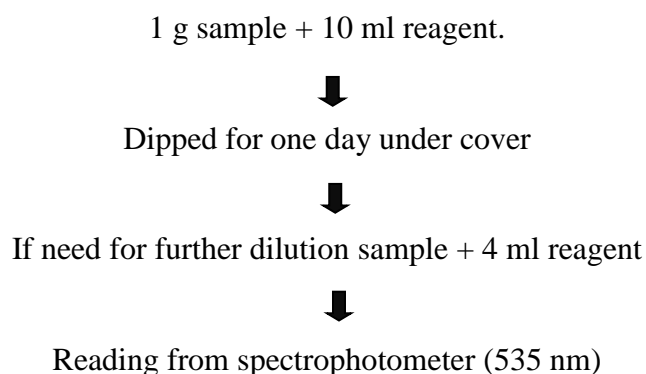 1 g sample + 10 ml reagent.
Dipped for one day under cover
If need for further dilution sample + 4 ml reagent
Reading from spectrophotometer (535 nm)